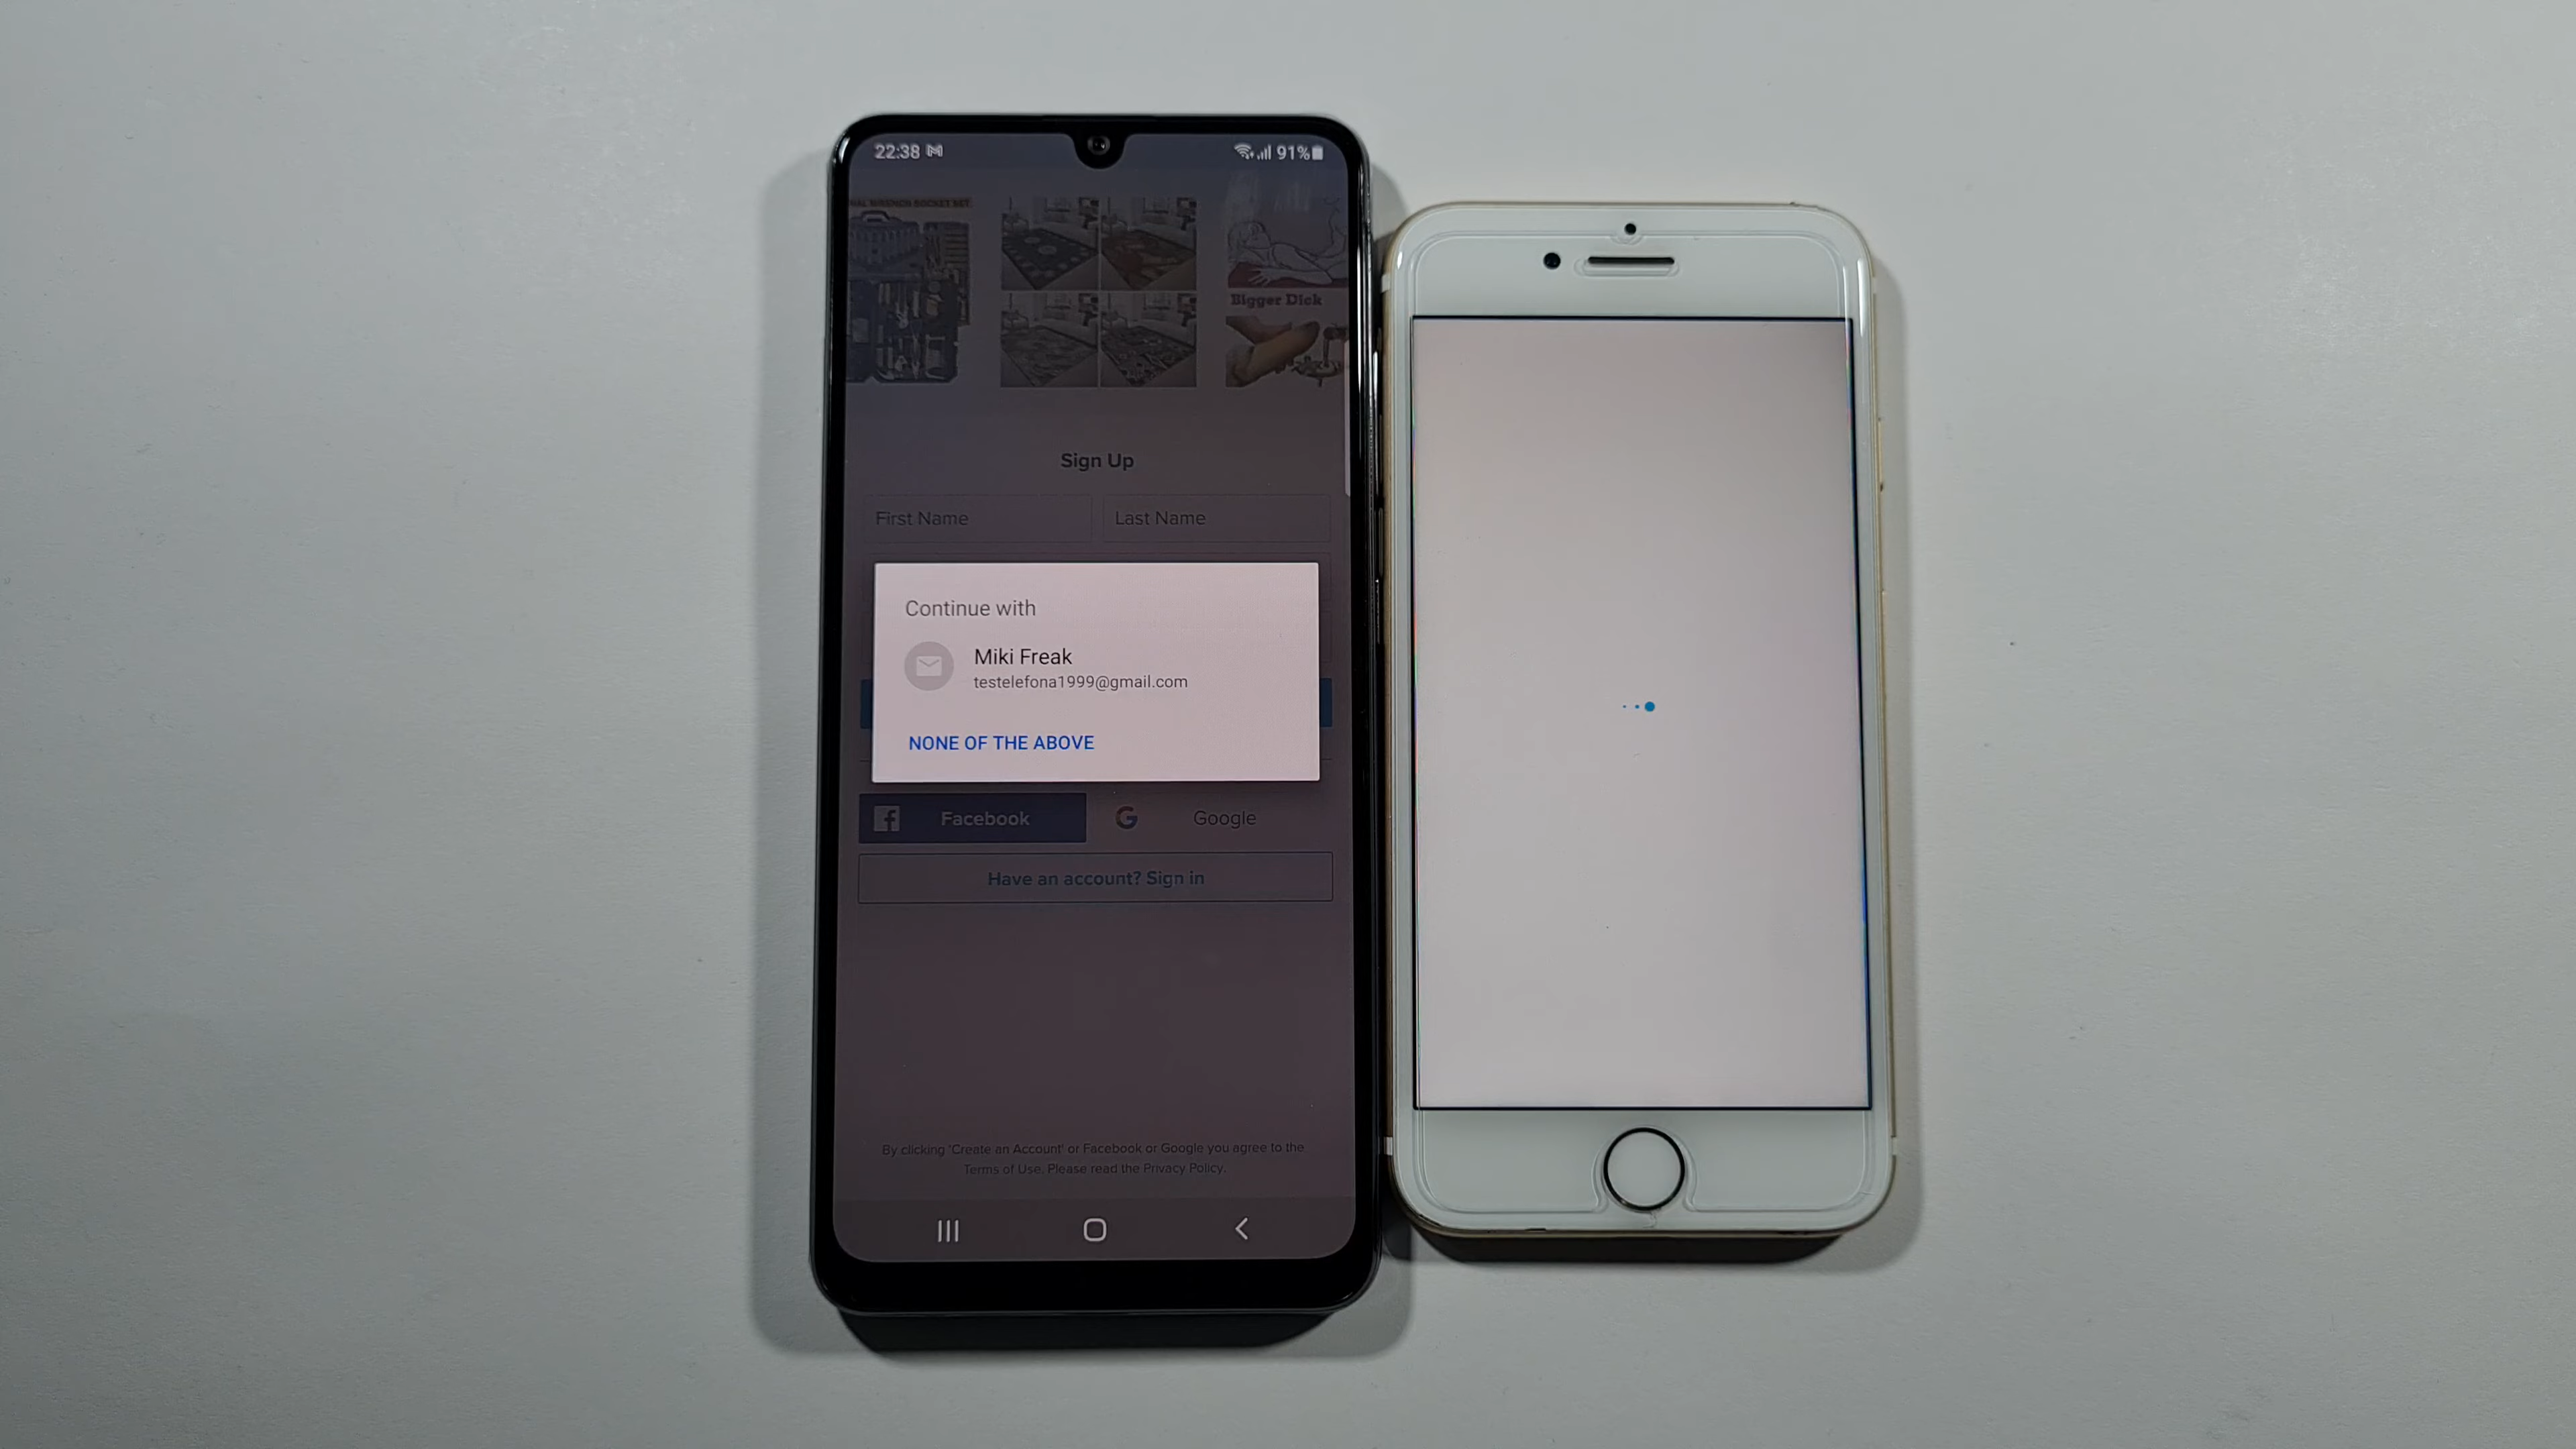 22:38
91%
Bigger Dick
Sign Up
First Name
Last Name
Continue with
Miki Freak
testelefona1999@gmail.com
NONE OF THE ABOVE
Facebook
Google
Have an account? Sign in
By clicking 'Create an Account' or Facebook or Google you agree to the
Terms of Use. Please read the Privacy Policy.